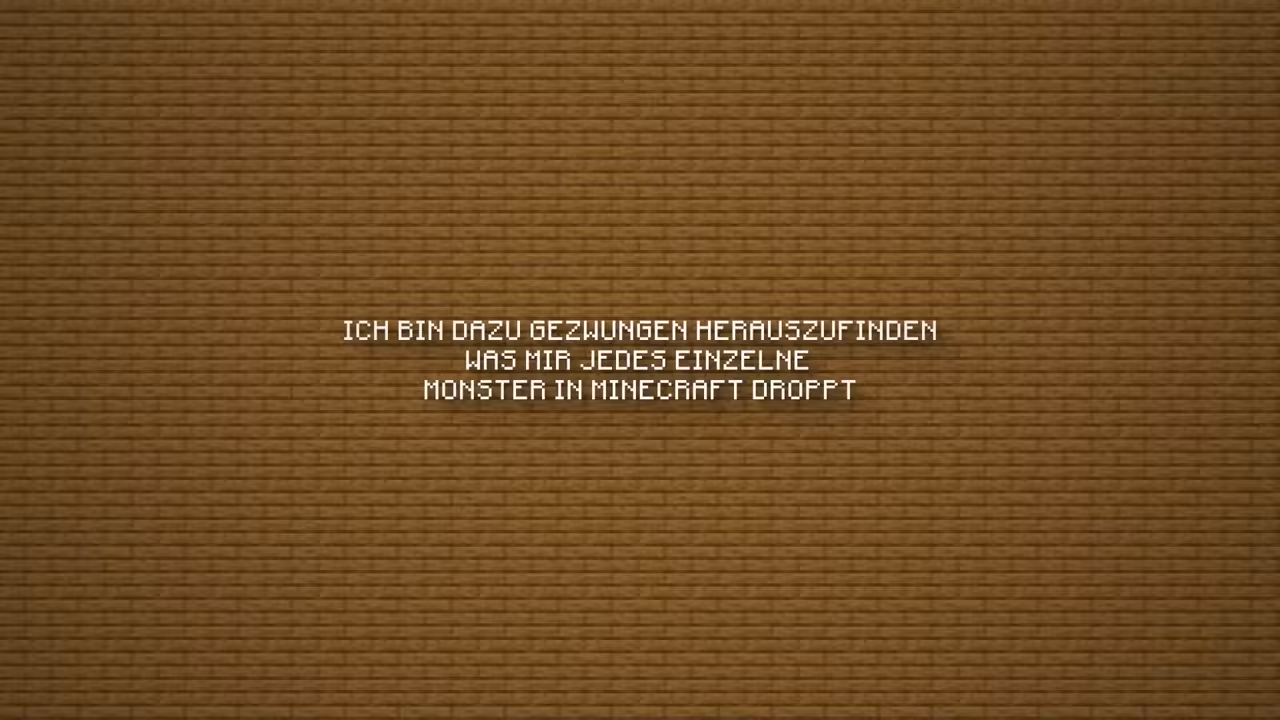 ICH BIN DAZU GEZWUNGEN HERAUSZUFINDEN
WAS MIR JEDES EINZELNE
MONSTER IN MINECRAFT DROPPT